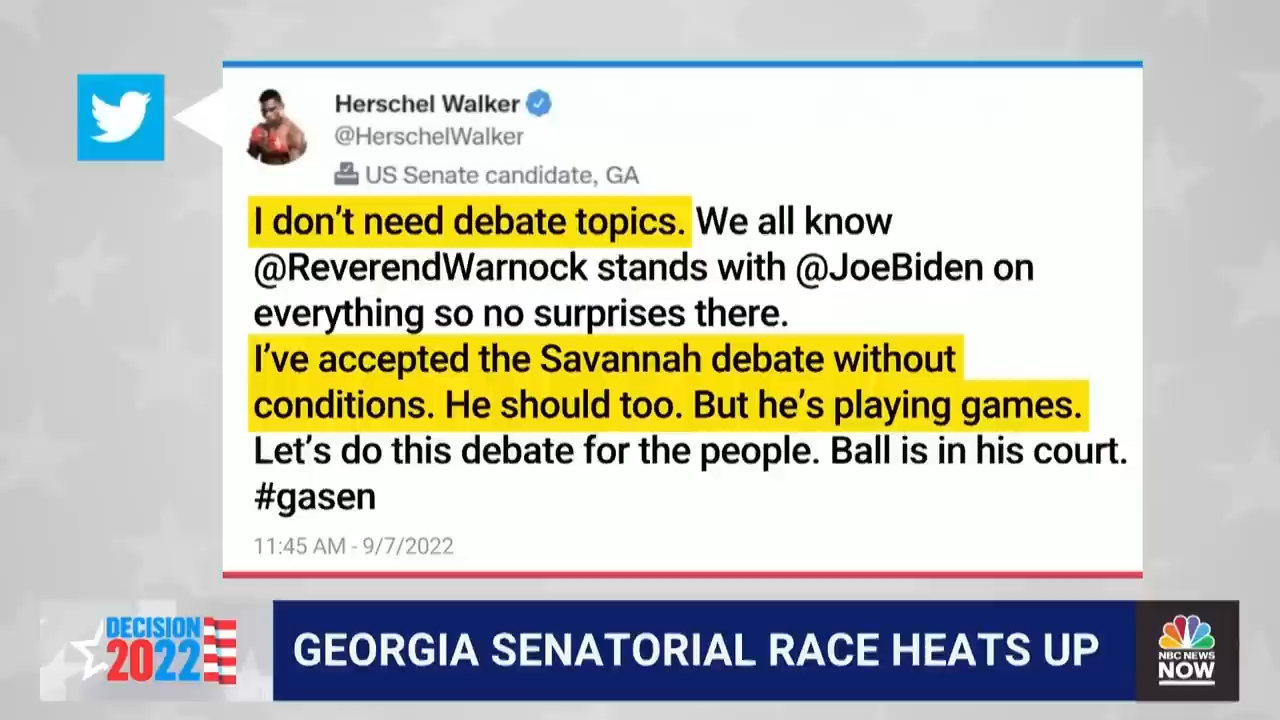 Herschel Walker
@HerschelWalker
US Senate candidate, GA
I don't need debate topics. We all know
@ReverendWarnock stands with @JoeBiden on
everything so no surprises there.
I've accepted the Savannah debate without
conditions. He should too. But he's playing games.
Let's do this debate for the people. Ball is in his court.
#gasen
11:45 AM - 9/7/2022
DECISION
2022
GEORGIA SENATORIAL RACE HEATS UP
NBC NEWS
NOW